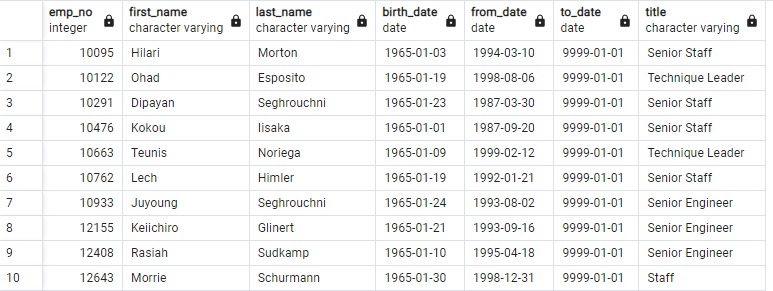 emp_no first_name last_name birth_date from_date to_date title
integer character varying character varying date date date character varying
1 10095 Hilari Morton 1965-01-03 1994-03-10 9999-01-01 Senior Staff
2 10122 Ohad Esposito 1965-01-19 1998-08-06 9999-01-01 Technique Leader
3 10291 Dipayan Seghrouchni 1965-01-23 1987-03-30 9999-01-01 Senior Staff
4 10476 Kokou Iisaka 1965-01-01 1987-09-20 9999-01-01 Senior Staff
5 10663 Teunis Noriega 1965-01-09 1999-02-12 9999-01-01 Technique Leader
6 10762 Lech Himler 1965-01-19 1992-01-21 9999-01-01 Senior Staff
7 10933 Juyoung Seghrouchni 1965-01-24 1993-08-02 9999-01-01 Senior Engineer
8 12155 Keiichiro Glinert 1965-01-21 1993-09-16 9999-01-01 Senior Engineer
9 12408 Rasiah Sudkamp 1965-01-10 1995-04-18 9999-01-01 Senior Engineer
10 12643 Morrie Schurmann 1965-01-30 1998-12-31 9999-01-01 Staff